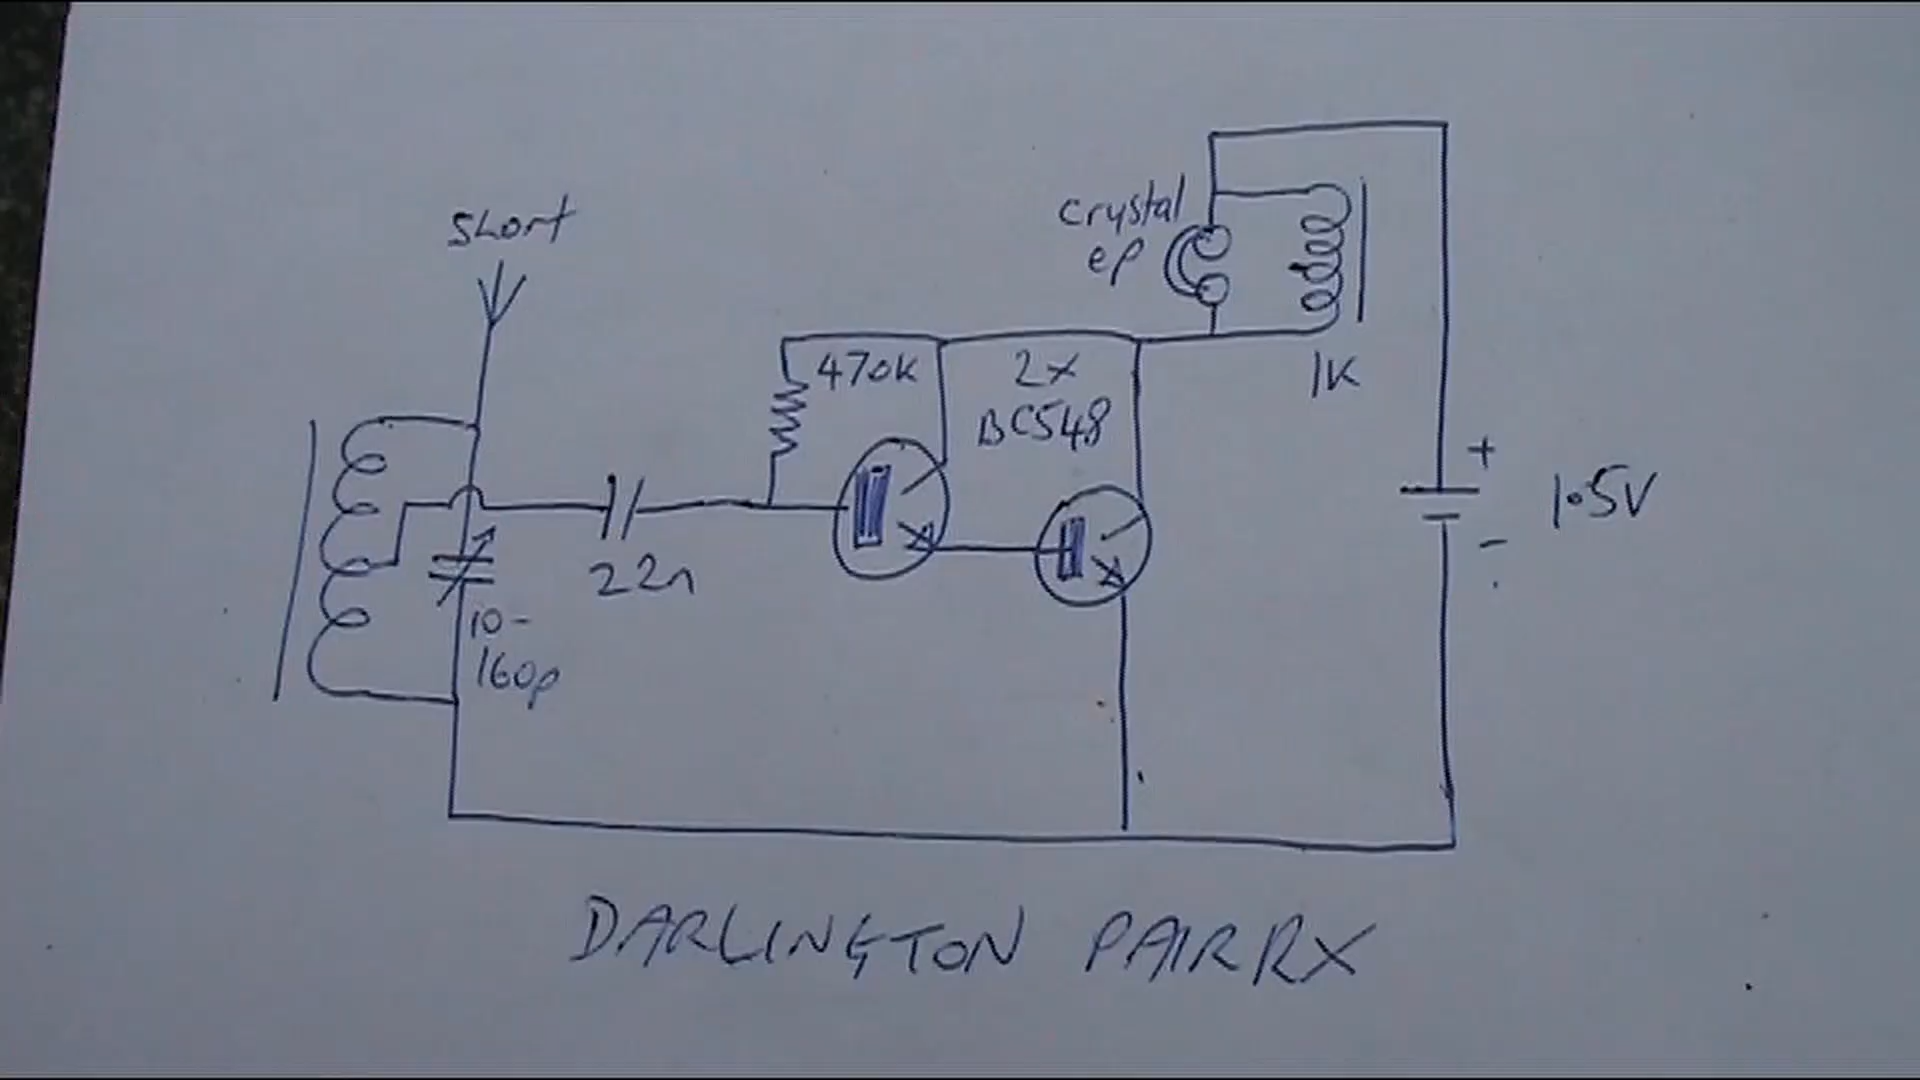 Short
Crystal
ep
470k
2x
BC548
1K
+
1.5V
-
22n
10-
160p
DARLINGTON PAIR RX